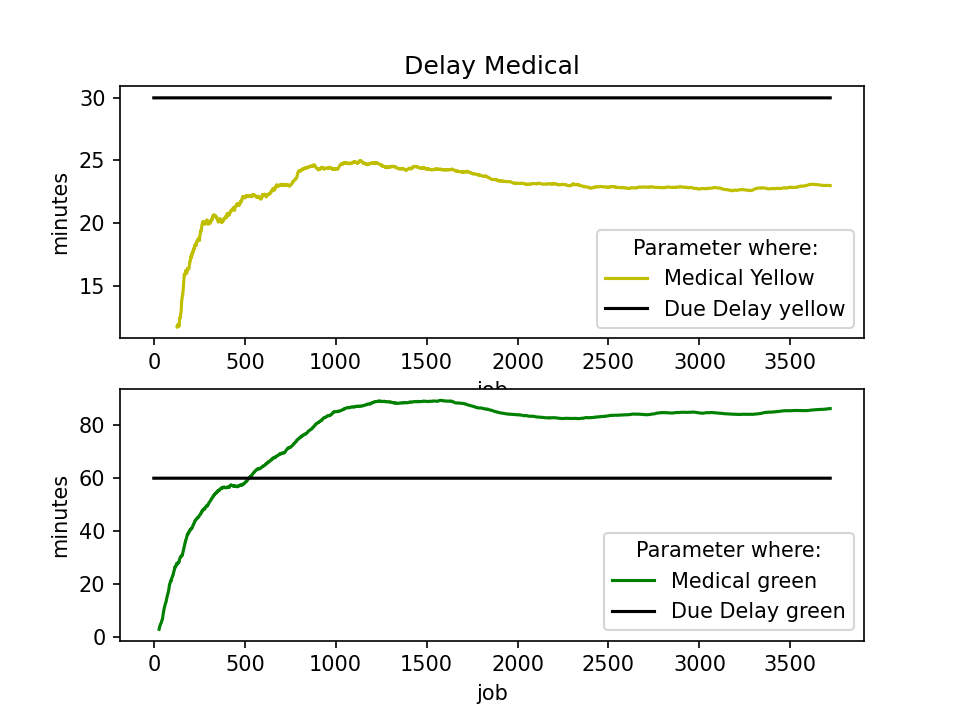 Delay Medical
30
25
20
15
minutes
Parameter where:
Medical Yellow
Due Delay yellow
0 500 1000 1500 2000 2500 3000 3500
job
80
60
40
20
0
minutes
Parameter where:
Medical green
Due Delay green
0 500 1000 1500 2000 2500 3000 3500
job